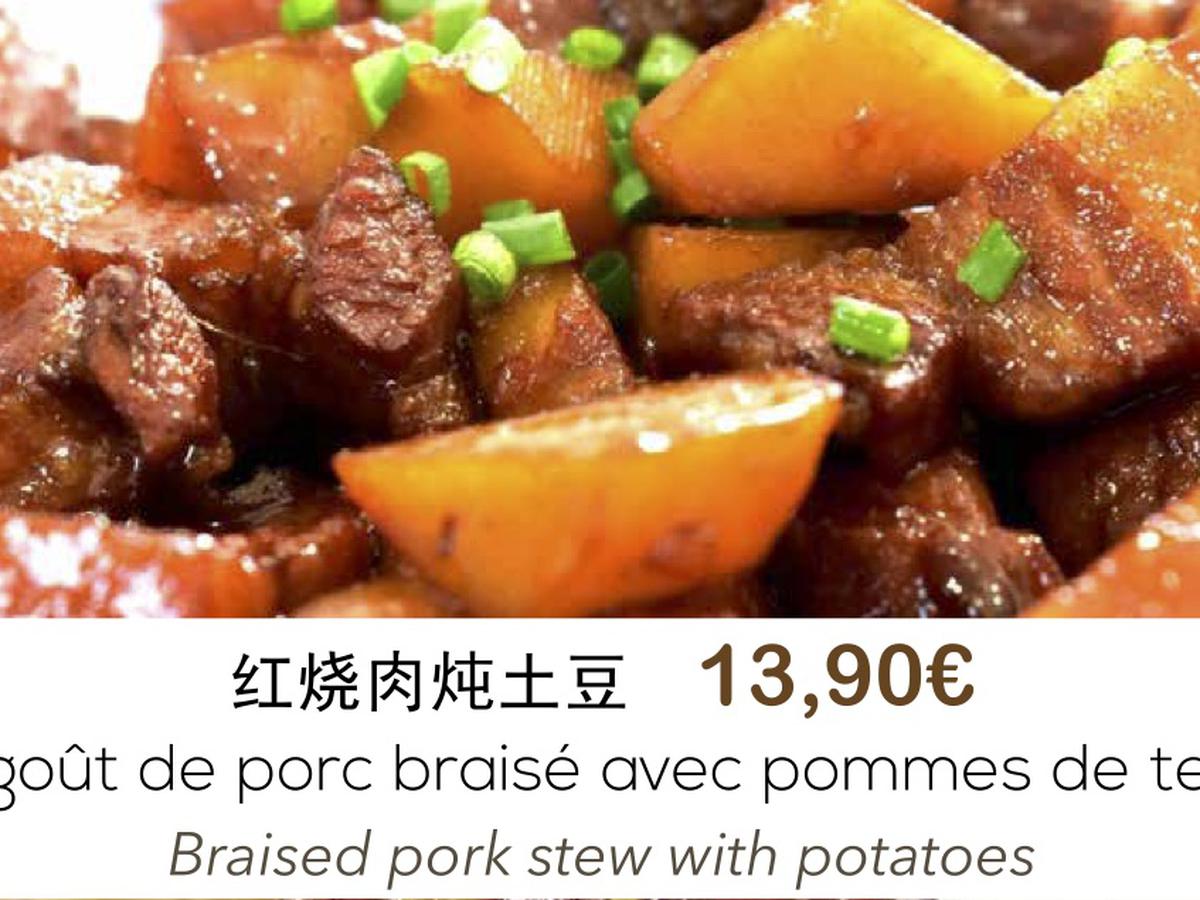 红烧肉炖土豆 13,90€
goût de porc braisé avec pommes de te
Braised pork stew with potatoes